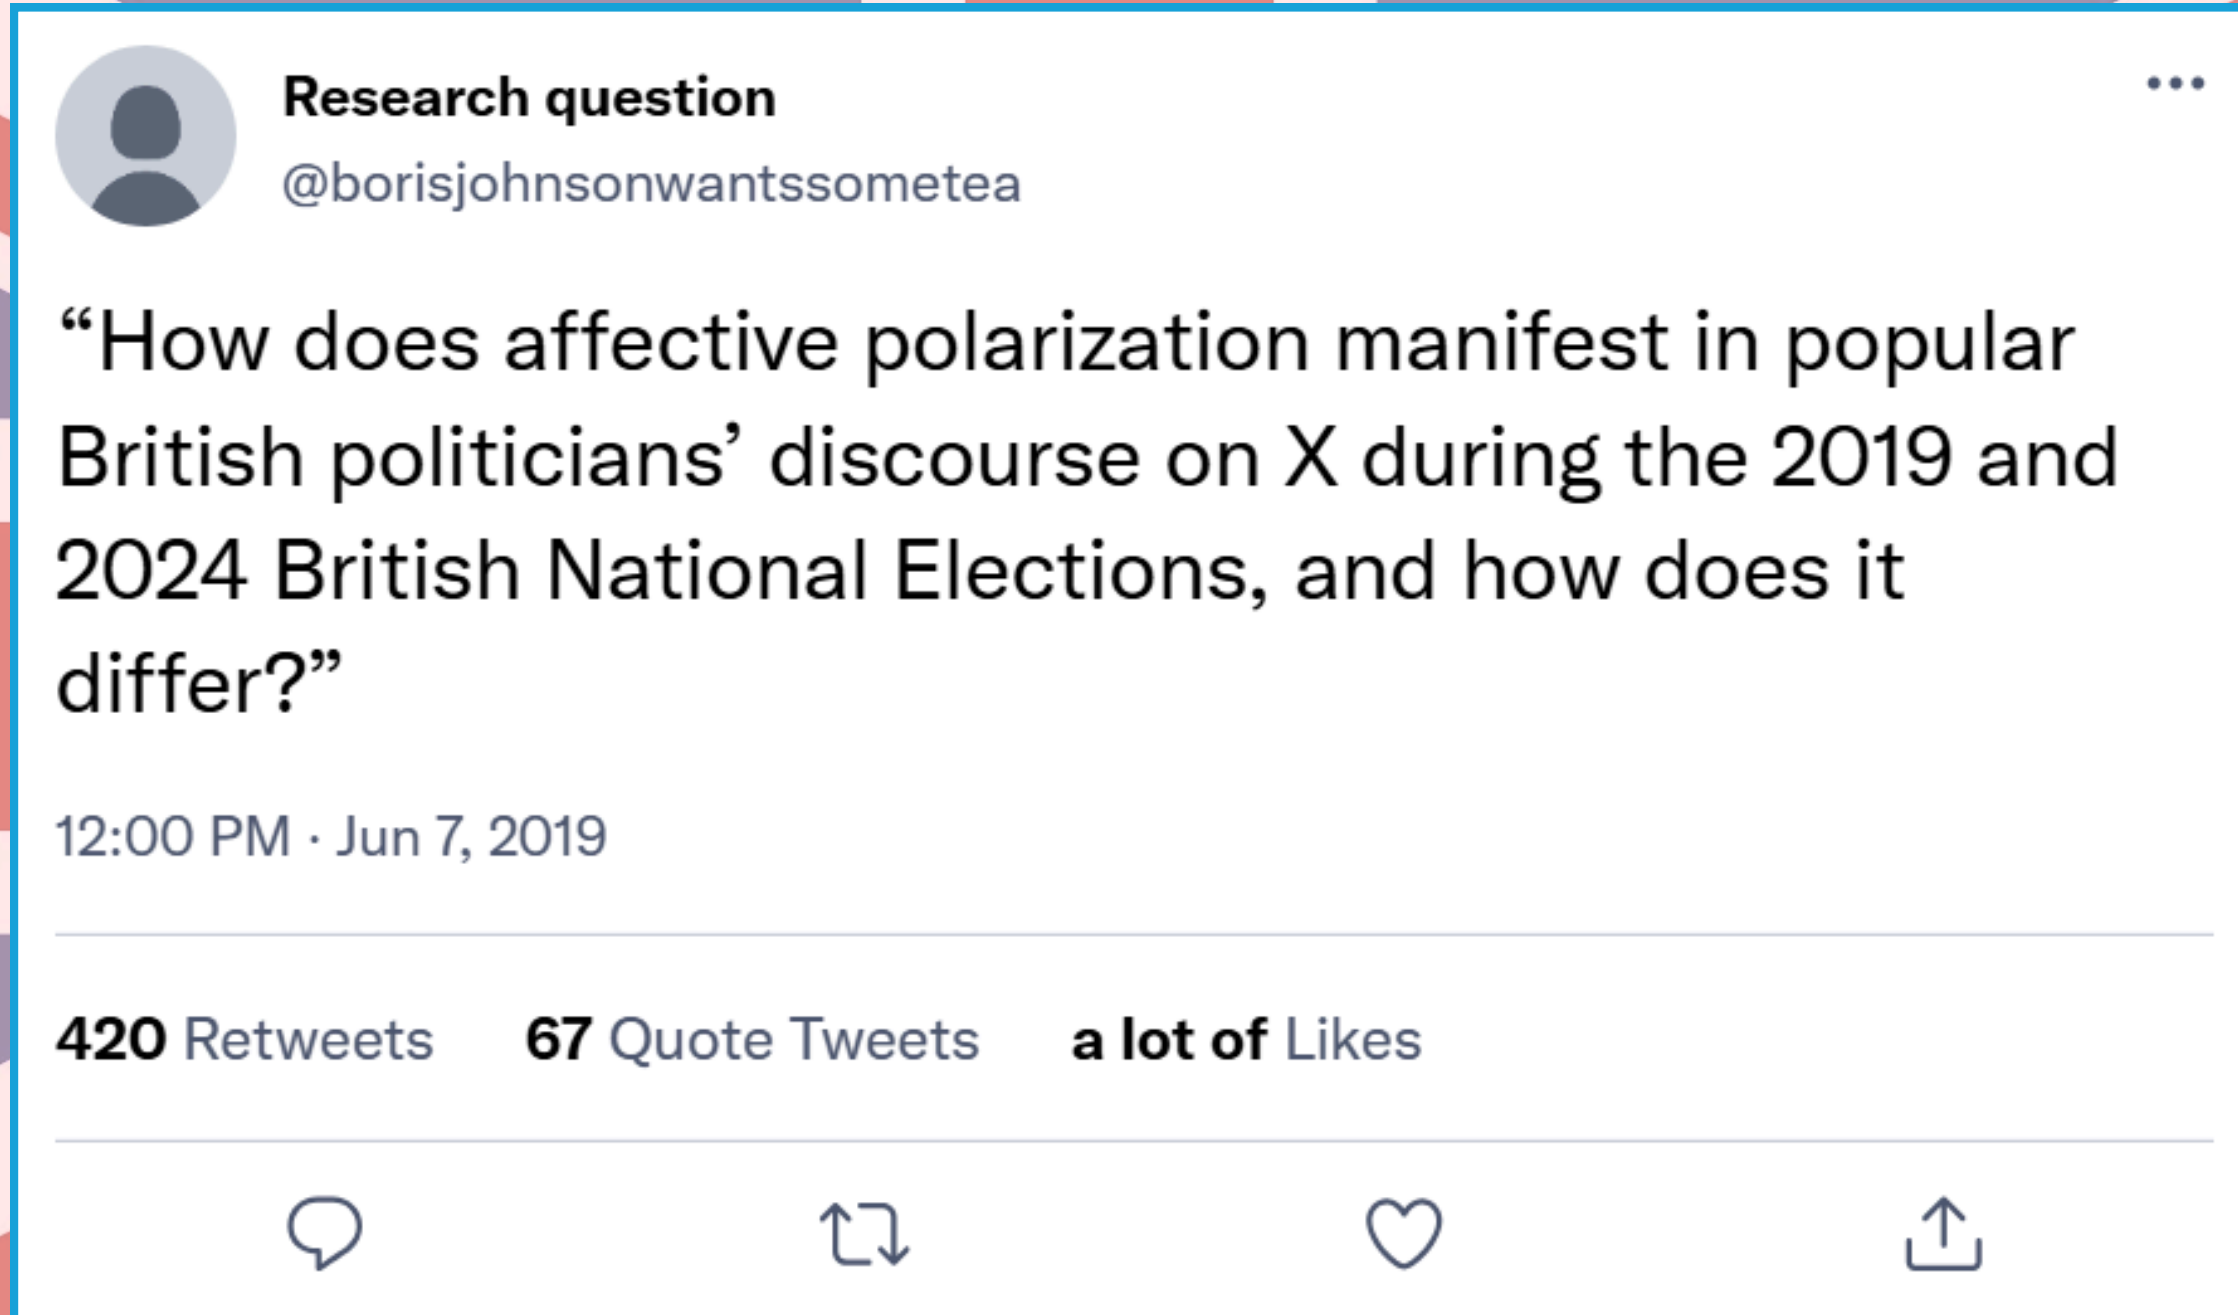 Research question
@borisjohnsonwantssometea
“How does affective polarization manifest in popular
British politicians’ discourse on X during the 2019 and
2024 British National Elections, and how does it
differ?”
12:00 PM · Jun 7, 2019
420 Retweets 67 Quote Tweets a lot of Likes